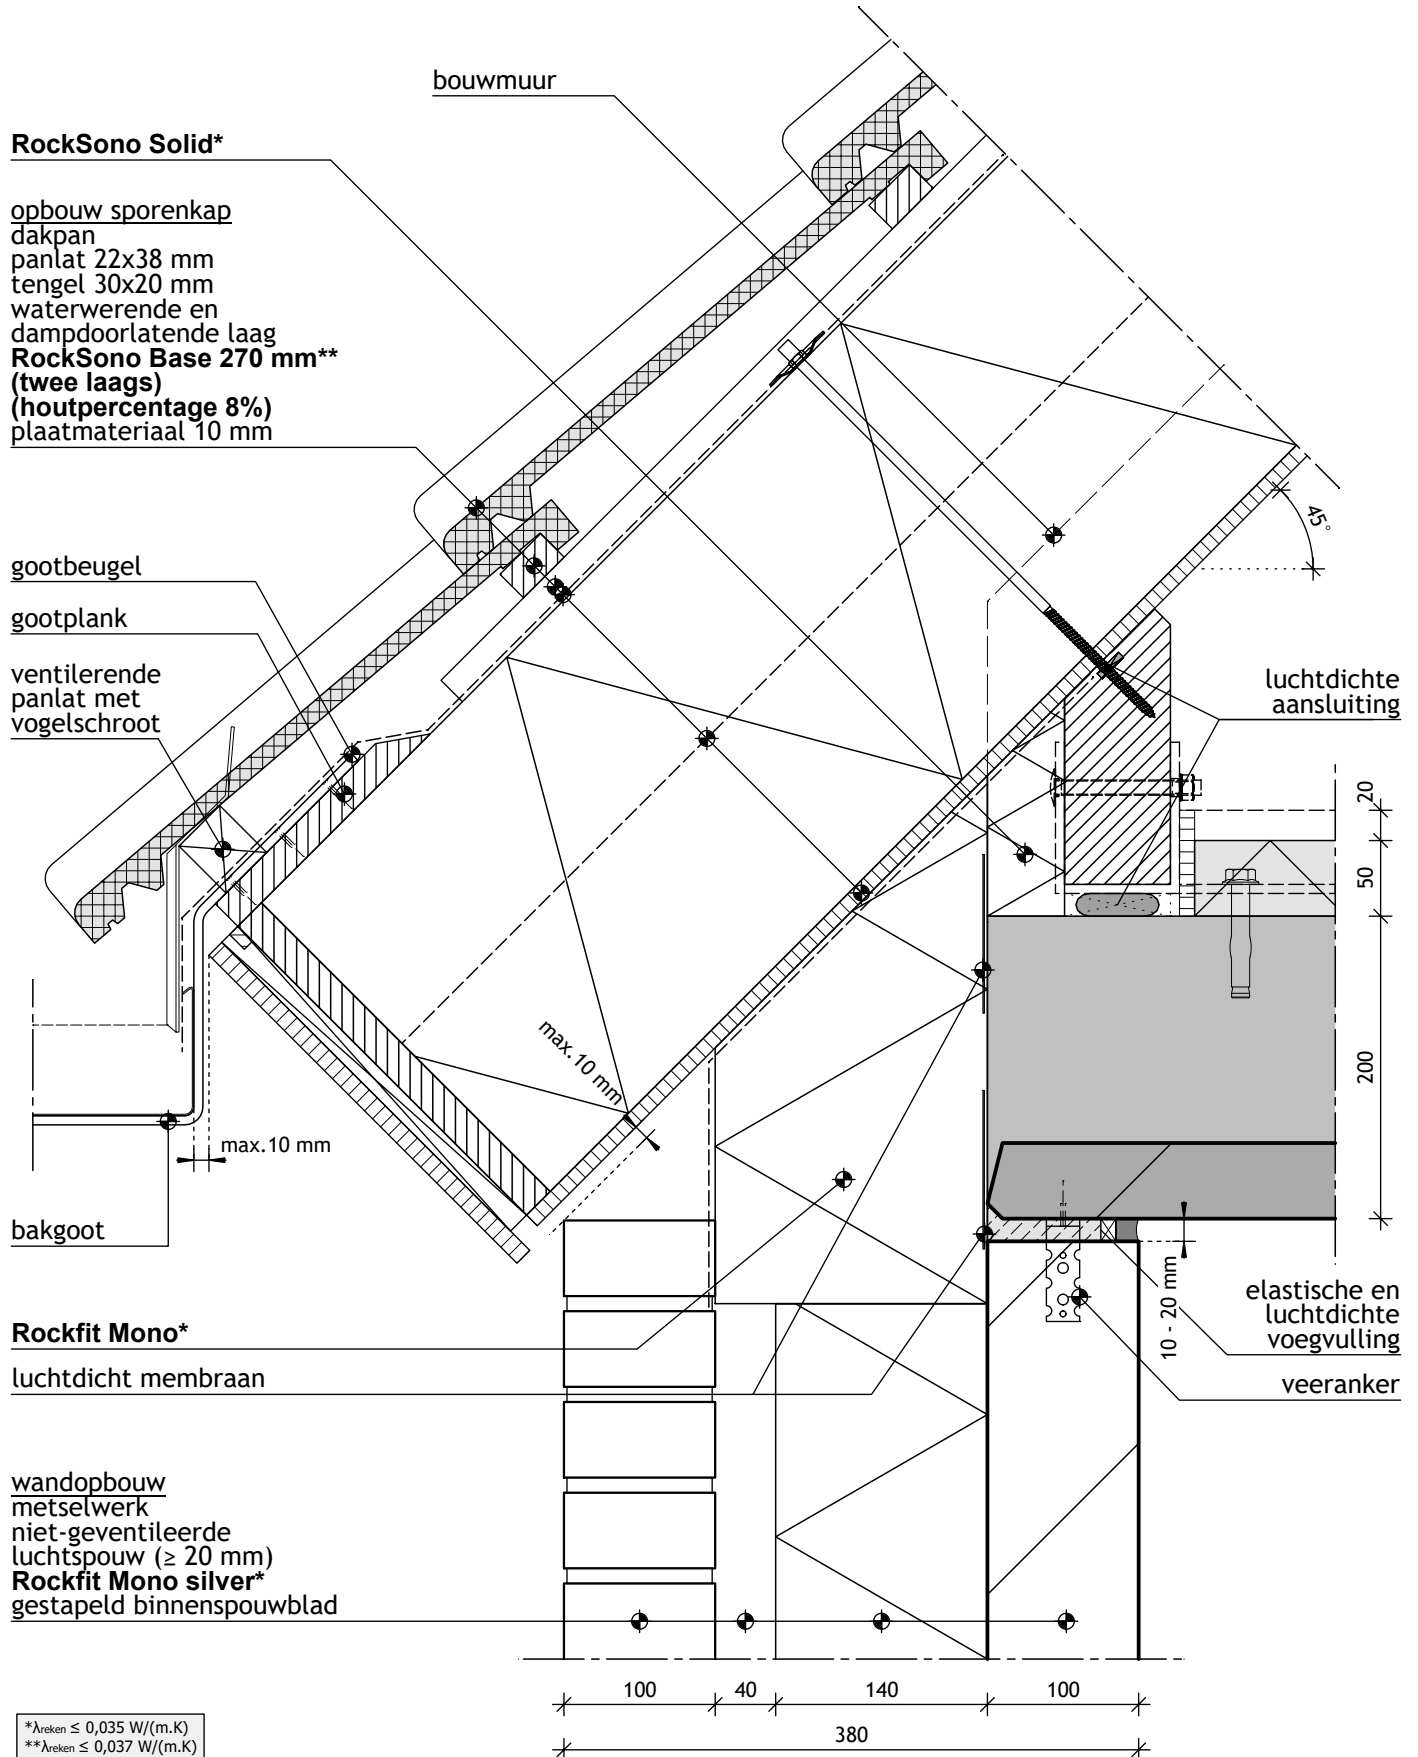 bouwmuur
RockSono Solid*
opbouw sporenkap
dakpan
panlat 22x38 mm
tengel 30x20 mm
waterwerende en
dampdoorlatende laag
RockSono Base 270 mm**
(twee laags)
(houtpercentage 8%)
plaatmateriaal 10 mm
45°
gootbeugel
gootplank
ventilerende
panlat met
vogelschroot
luchtdichte
aansluiting
20
50
200
max.10 mm
max.10 mm
bakgoot
10 - 20 mm
elastische en
luchtdichte
voegvulling
veeranker
Rockfit Mono*
luchtdicht membraan
wandopbouw
metselwerk
niet-geventileerde
luchtspouw (≥ 20 mm)
Rockfit Mono silver*
gestapeld binnenspouwblad
100
40
140
100
380
*λreken ≤ 0,035 W/(m.K)
**λreken ≤ 0,037 W/(m.K)